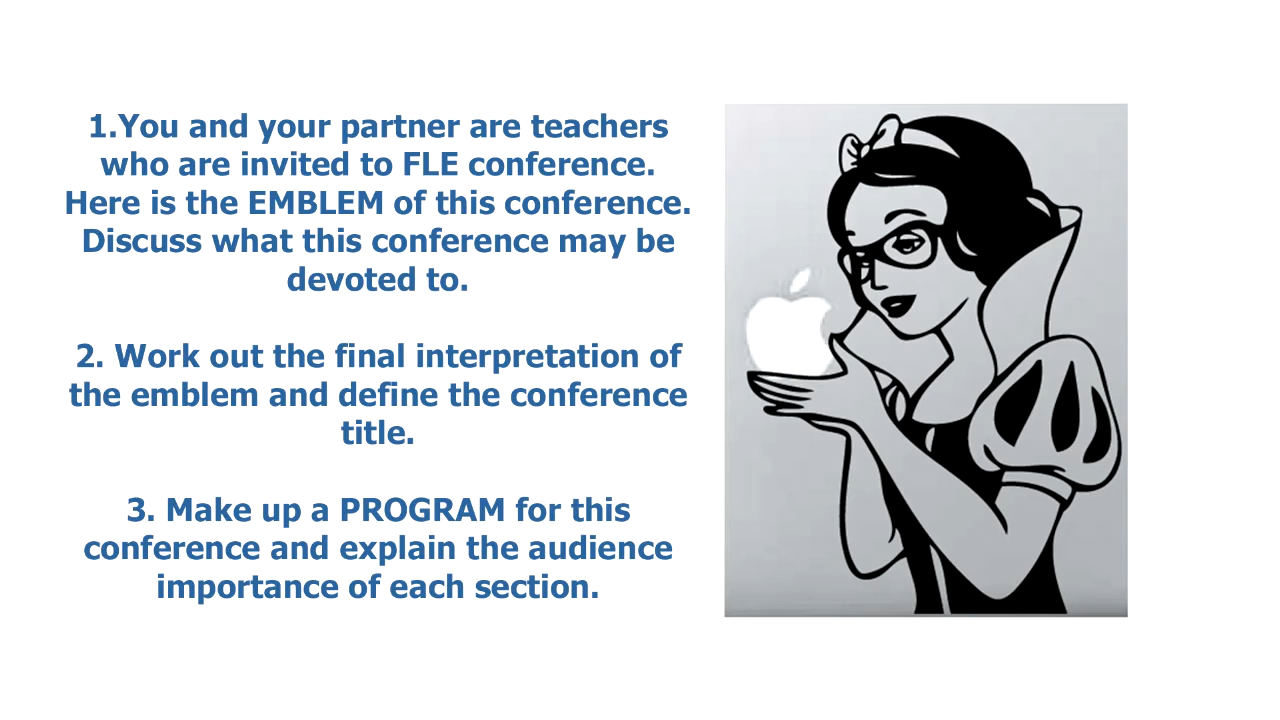 1.You and your partner are teachers
who are invited to FLE conference.
Here is the EMBLEM of this conference.
Discuss what this conference may be
devoted to.
2. Work out the final interpretation of
the emblem and define the conference
title.
3. Make up a PROGRAM for this
conference and explain the audience
importance of each section.